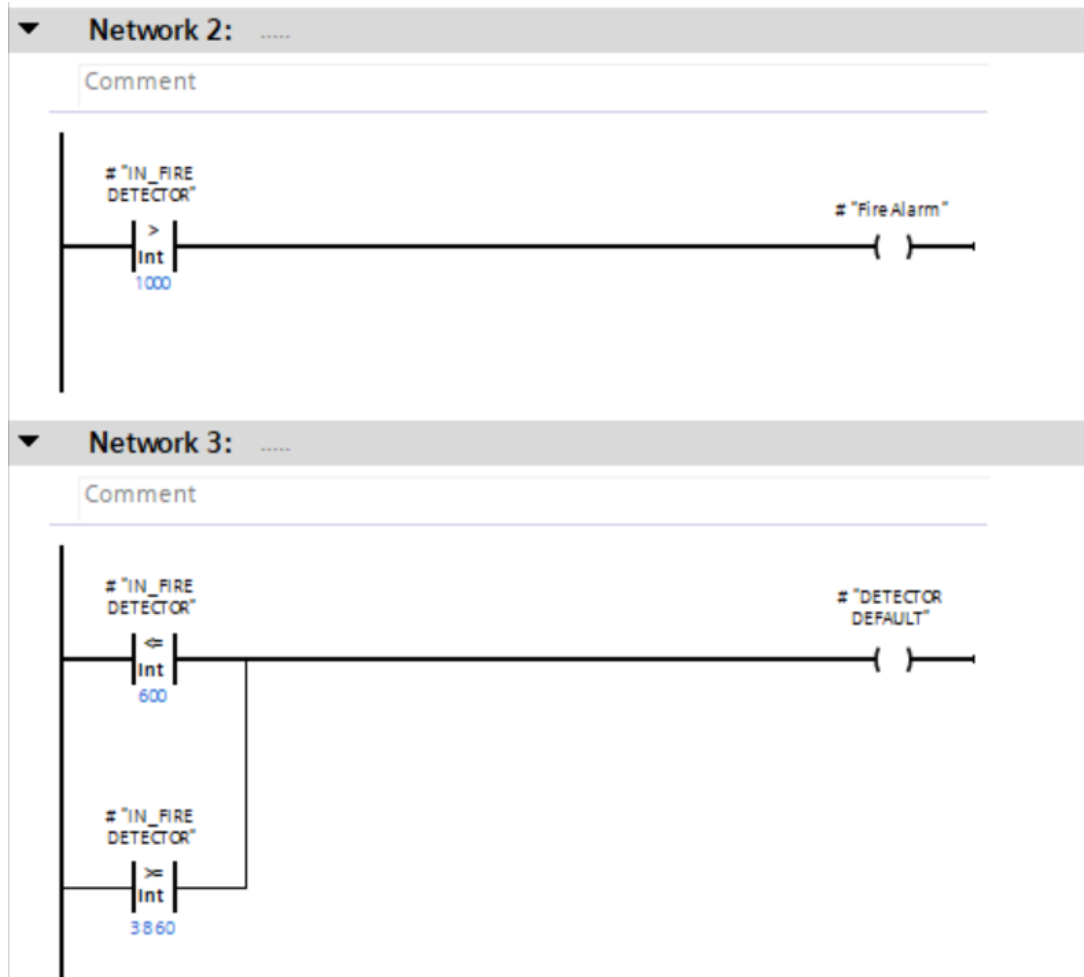 Network 2: .....
Comment
# "IN_FIRE
DETECTOR"
# "Fire Alarm"
>
Int
1000
Network 3: .....
Comment
# "IN_FIRE
DETECTOR"
# "DETECTOR
DEFAULT"
<=
Int
600
# "IN_FIRE
DETECTOR"
>=
Int
3860